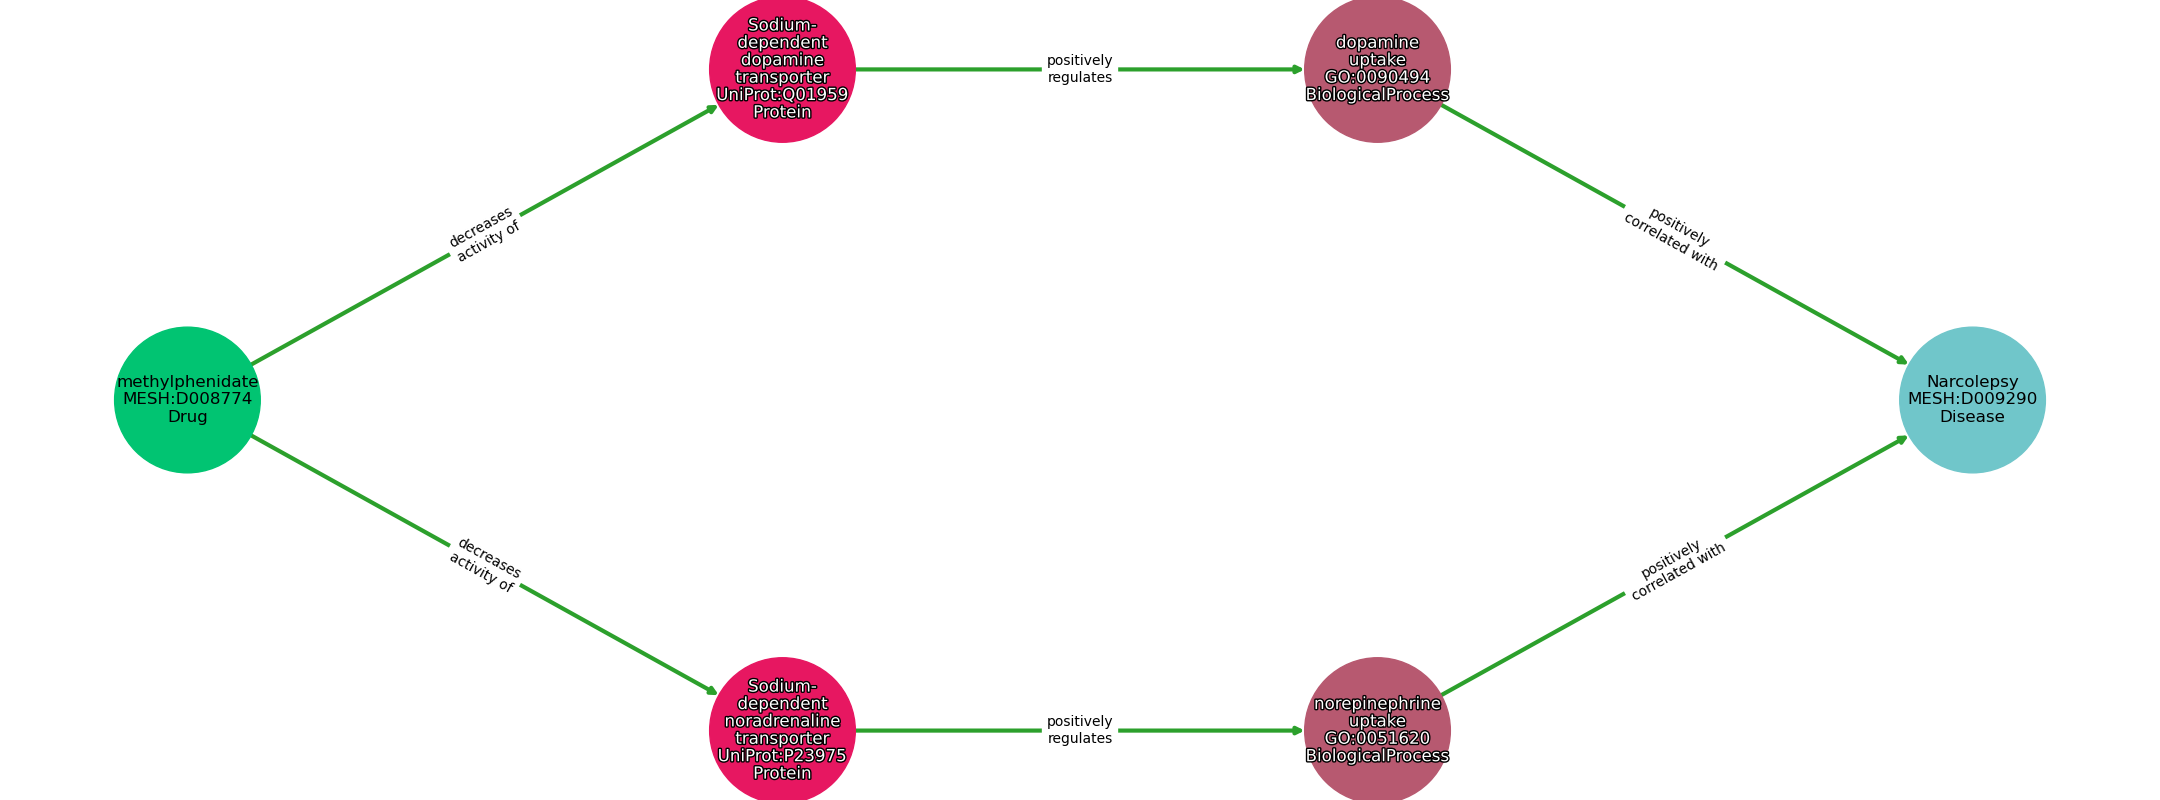 Sodium-
dependent
dopamine
transporter
UniProt:Q01959
Protein
positively
regulates
dopamine
uptake
GO:0090494
BiologicalProcess
decreases
activity of
positively
correlated with
methylphenidate
MESH:D008774
Drug
Narcolepsy
MESH:D009290
Disease
decreases
activity of
positively
correlated with
Sodium-
dependent
noradrenaline
transporter
UniProt:P23975
Protein
positively
regulates
norepinephrine
uptake
GO:0051620
BiologicalProcess